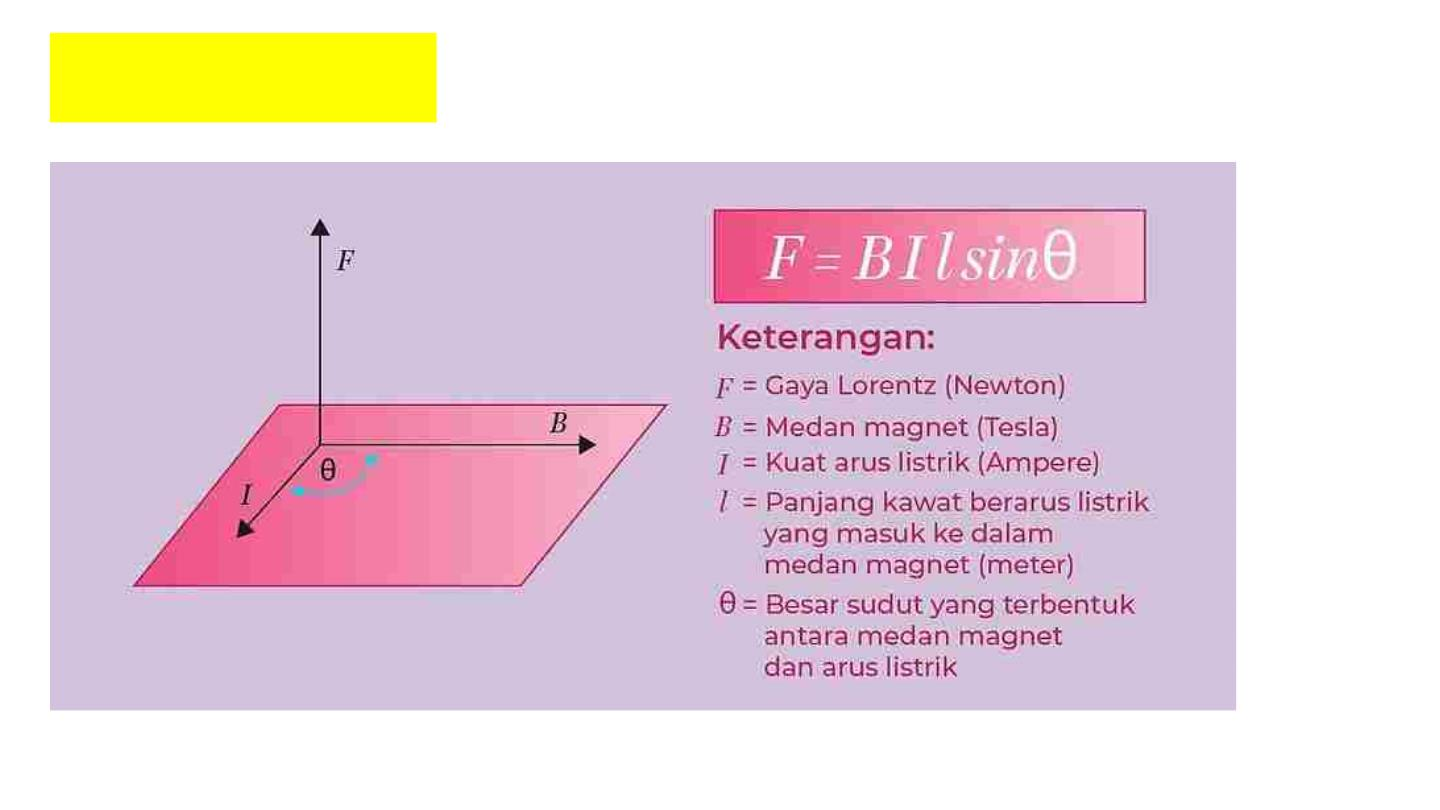 F
B
θ
I
F = B I l sinθ
Keterangan:
F = Gaya Lorentz (Newton)
B = Medan magnet (Tesla)
I = Kuat arus listrik (Ampere)
l = Panjang kawat berarus listrik
yang masuk ke dalam
medan magnet (meter)
θ = Besar sudut yang terbentuk
antara medan magnet
dan arus listrik